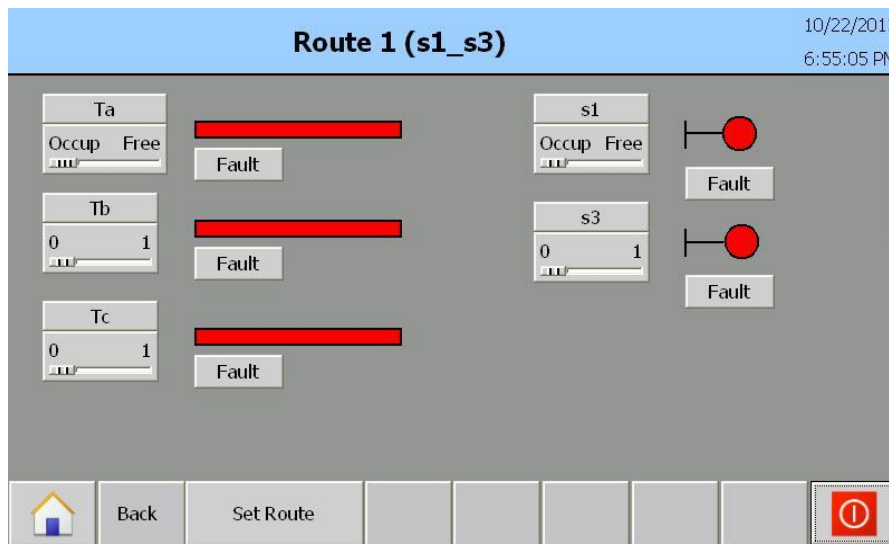 Route 1 (s1_s3)
10/22/201
6:55:05 PM
Ta
Occup Free
Fault
Tb
0 1
Fault
Tc
0 1
Fault
s1
Occup Free
Fault
s3
0 1
Fault
Back
Set Route